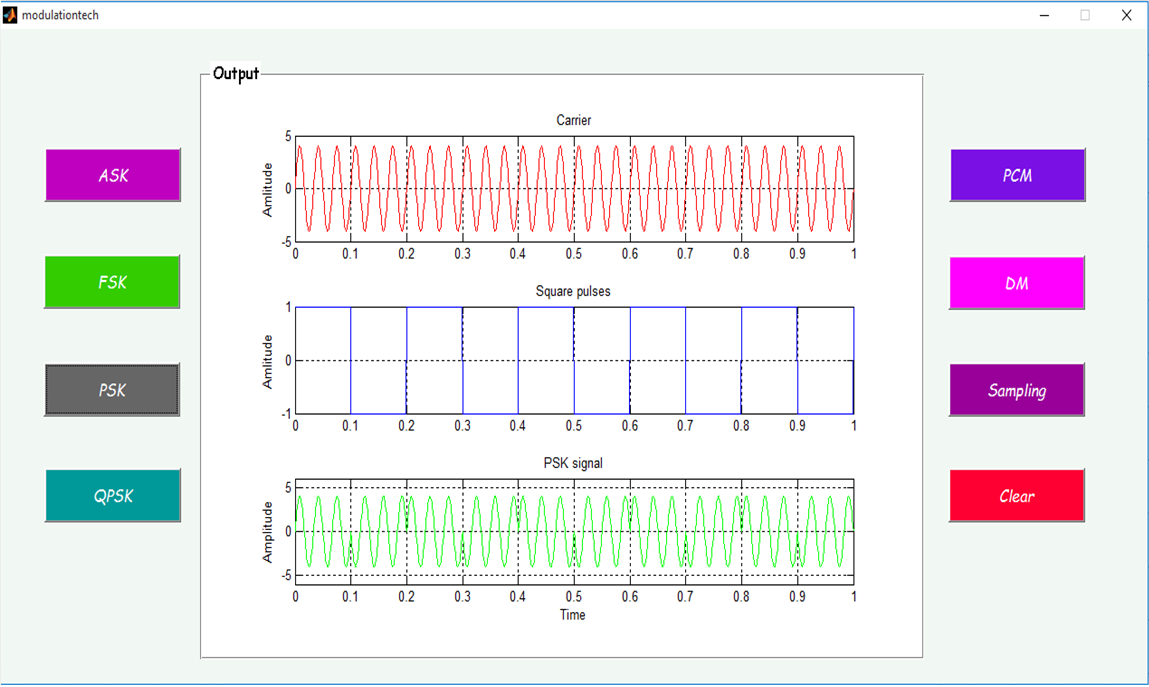 modulationtech
Output
ASK
FSK
PSK
QPSK
Carrier
Amlitude
5
0
-5
0 0.1 0.2 0.3 0.4 0.5 0.6 0.7 0.8 0.9 1
Square pulses
Amlitude
1
0
-1
0 0.1 0.2 0.3 0.4 0.5 0.6 0.7 0.8 0.9 1
PSK signal
Amplitude
5
0
-5
0 0.1 0.2 0.3 0.4 0.5 0.6 0.7 0.8 0.9 1
Time
PCM
DM
Sampling
Clear